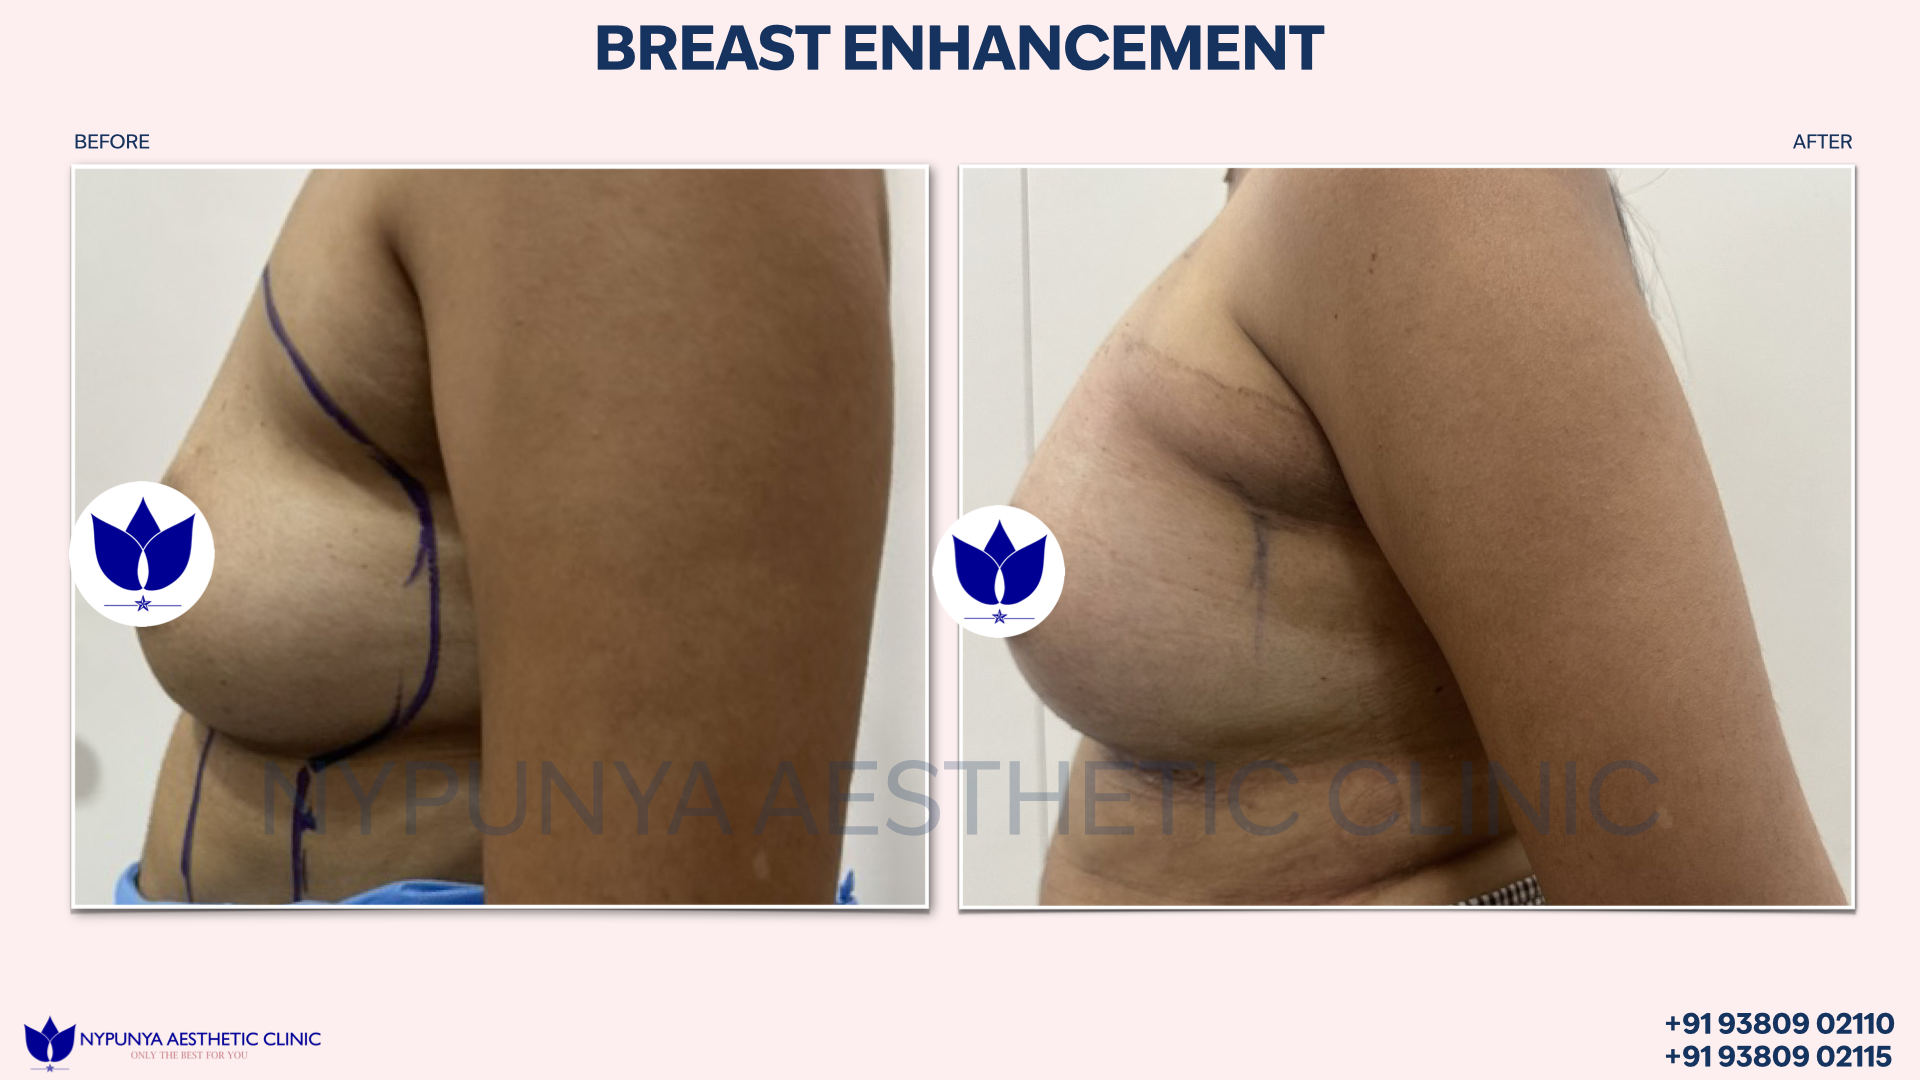 BREAST ENHANCEMENT
BEFORE
AFTER
NYPUNYA AESTHETIC CLINIC
NYPUNYA AESTHETIC CLINIC
ONLY THE BEST FOR YOU
+91 93809 02110
+91 93809 02115